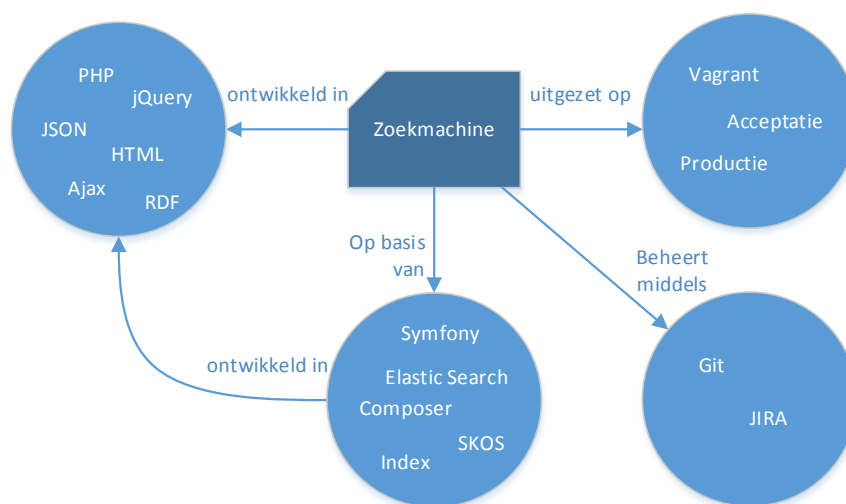 PHP
jQuery
JSON
HTML
Ajax
RDF
ontwikkeld in
Zoekmachine
uitgezet op
Vagrant
Acceptatie
Productie
Op basis
van
Beheert
middels
ontwikkeld in
Symfony
Elastic Search
Composer
SKOS
Index
Git
JIRA